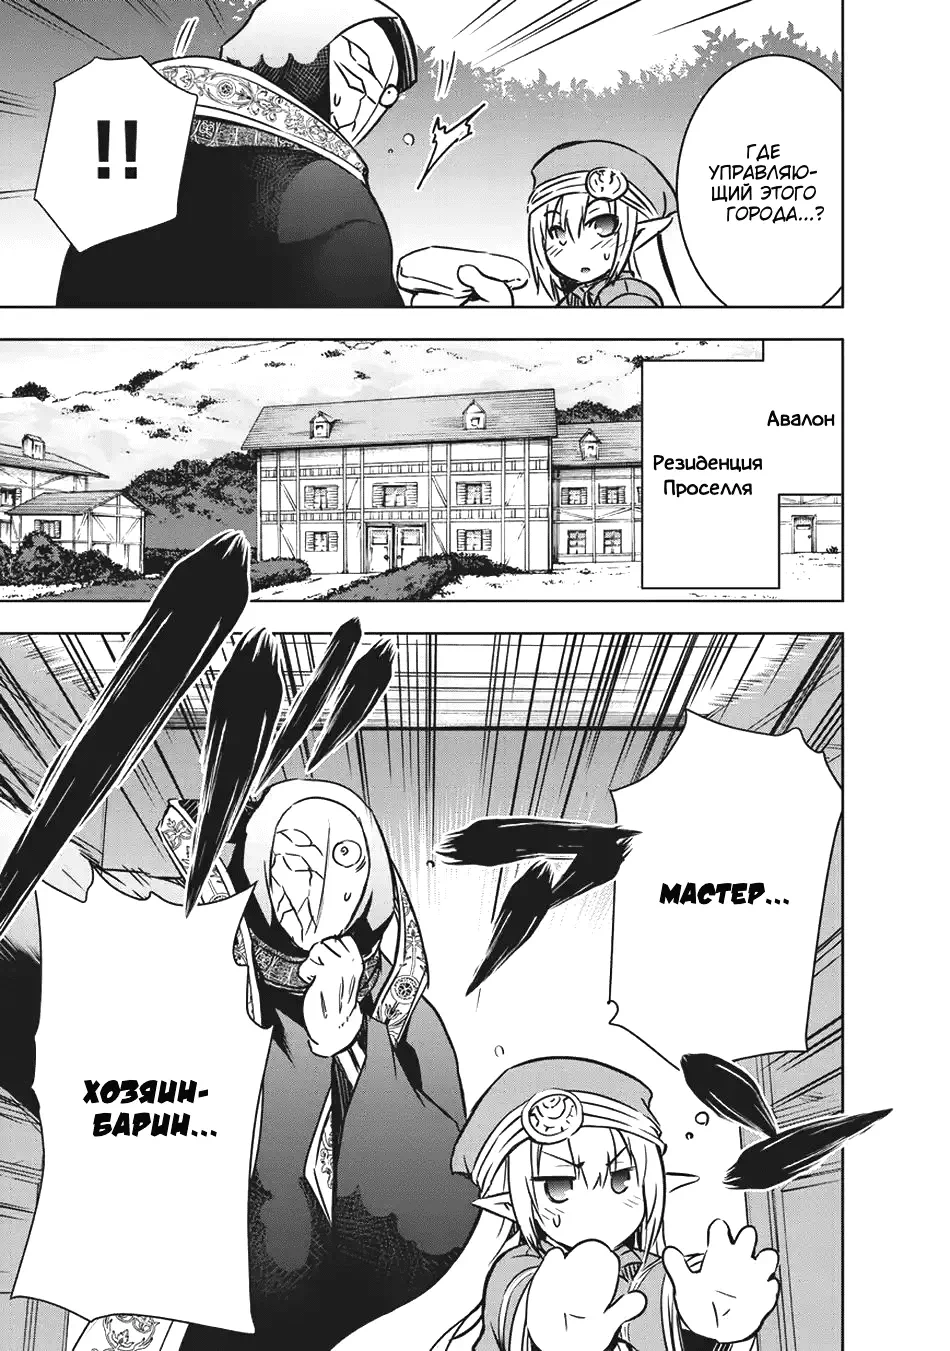 ГДЕ
УПРАВЛЯЮ-
ЩИЙ ЭТОГО
ГОРОДА...?
!!
Авалон
Резиденция
Проселля
МАСТЕР...
ХОЗЯИН-
БАРИН...